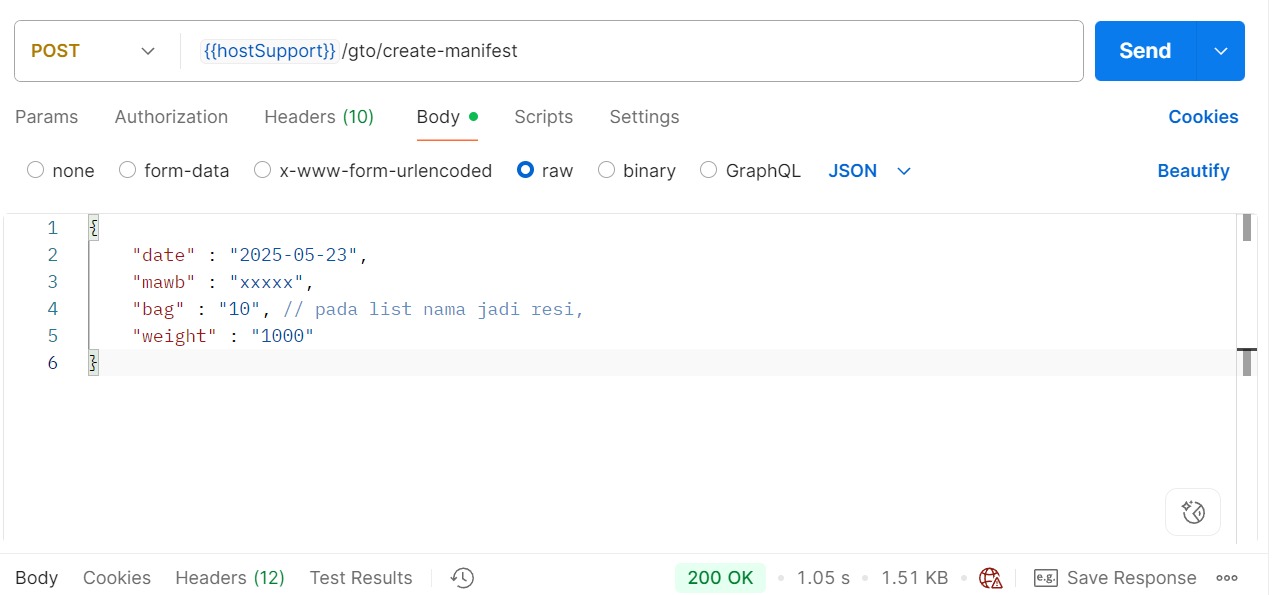 POST {{hostSupport}} /gto/create-manifest Send
Params Authorization Headers (10) Body Scripts Settings Cookies
none form-data x-www-form-urlencoded raw binary GraphQL JSON Beautify
1 {
2 "date" : "2025-05-23",
3 "mawb" : "xxxxx",
4 "bag" : "10", // pada list nama jadi resi,
5 "weight" : "1000"
6 }
Body Cookies Headers (12) Test Results 200 OK • 1.05 s • 1.51 KB • e.g. Save Response